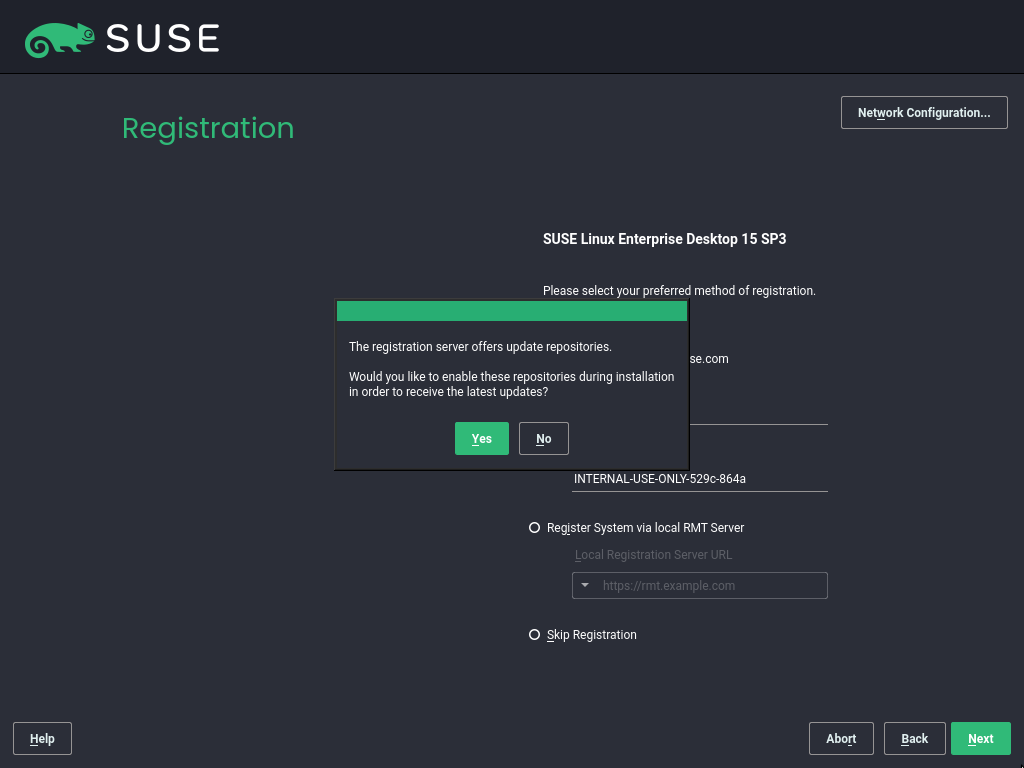 SUSE
Registration
Network Configuration...
SUSE Linux Enterprise Desktop 15 SP3
Please select your preferred method of registration.
se.com
The registration server offers update repositories.
Would you like to enable these repositories during installation
in order to receive the latest updates?
Yes
No
INTERNAL-USE-ONLY-529c-864a
Register System via local RMT Server
Local Registration Server URL
https://rmt.example.com
Skip Registration
Help
Abort
Back
Next